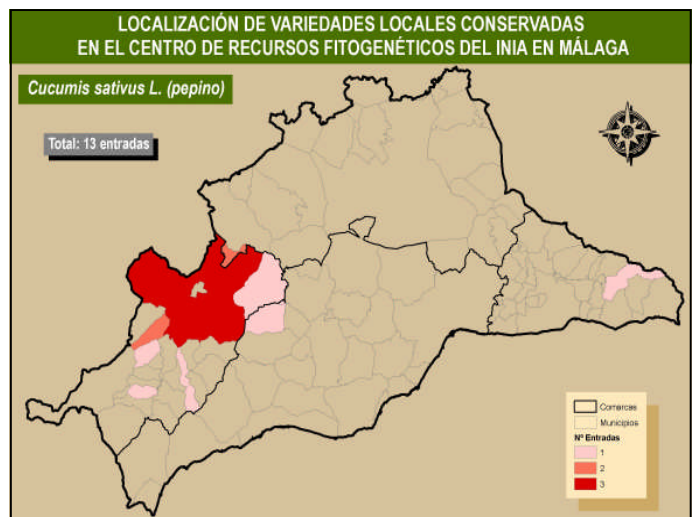 LOCALIZACIÓN DE VARIEDADES LOCALES CONSERVADAS
EN EL CENTRO DE RECURSOS FITOGENÉTICOS DEL INIA EN MÁLAGA
Cucumis sativus L. (pepino)
Total: 13 entradas
Comarcas
Municipios
Nº Entradas
1
2
3